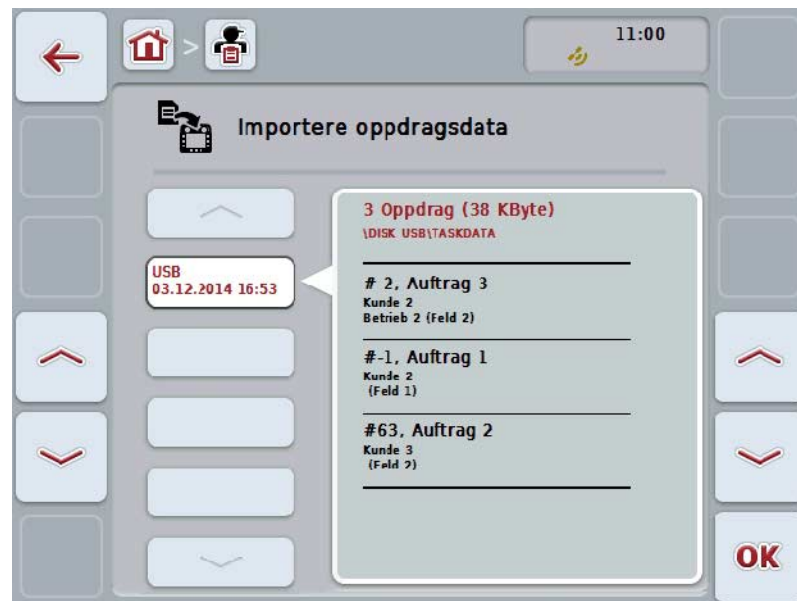 11:00
Importere oppdragsdata
3 Oppdrag (38 KByte)
\DISK USB\TASKDATA
USB
03.12.2014 16:53
# 2, Auftrag 3
Kunde 2
Betrieb 2 (Feld 2)
#-1, Auftrag 1
Kunde 2
(Feld 1)
#63, Auftrag 2
Kunde 3
(Feld 2)
OK